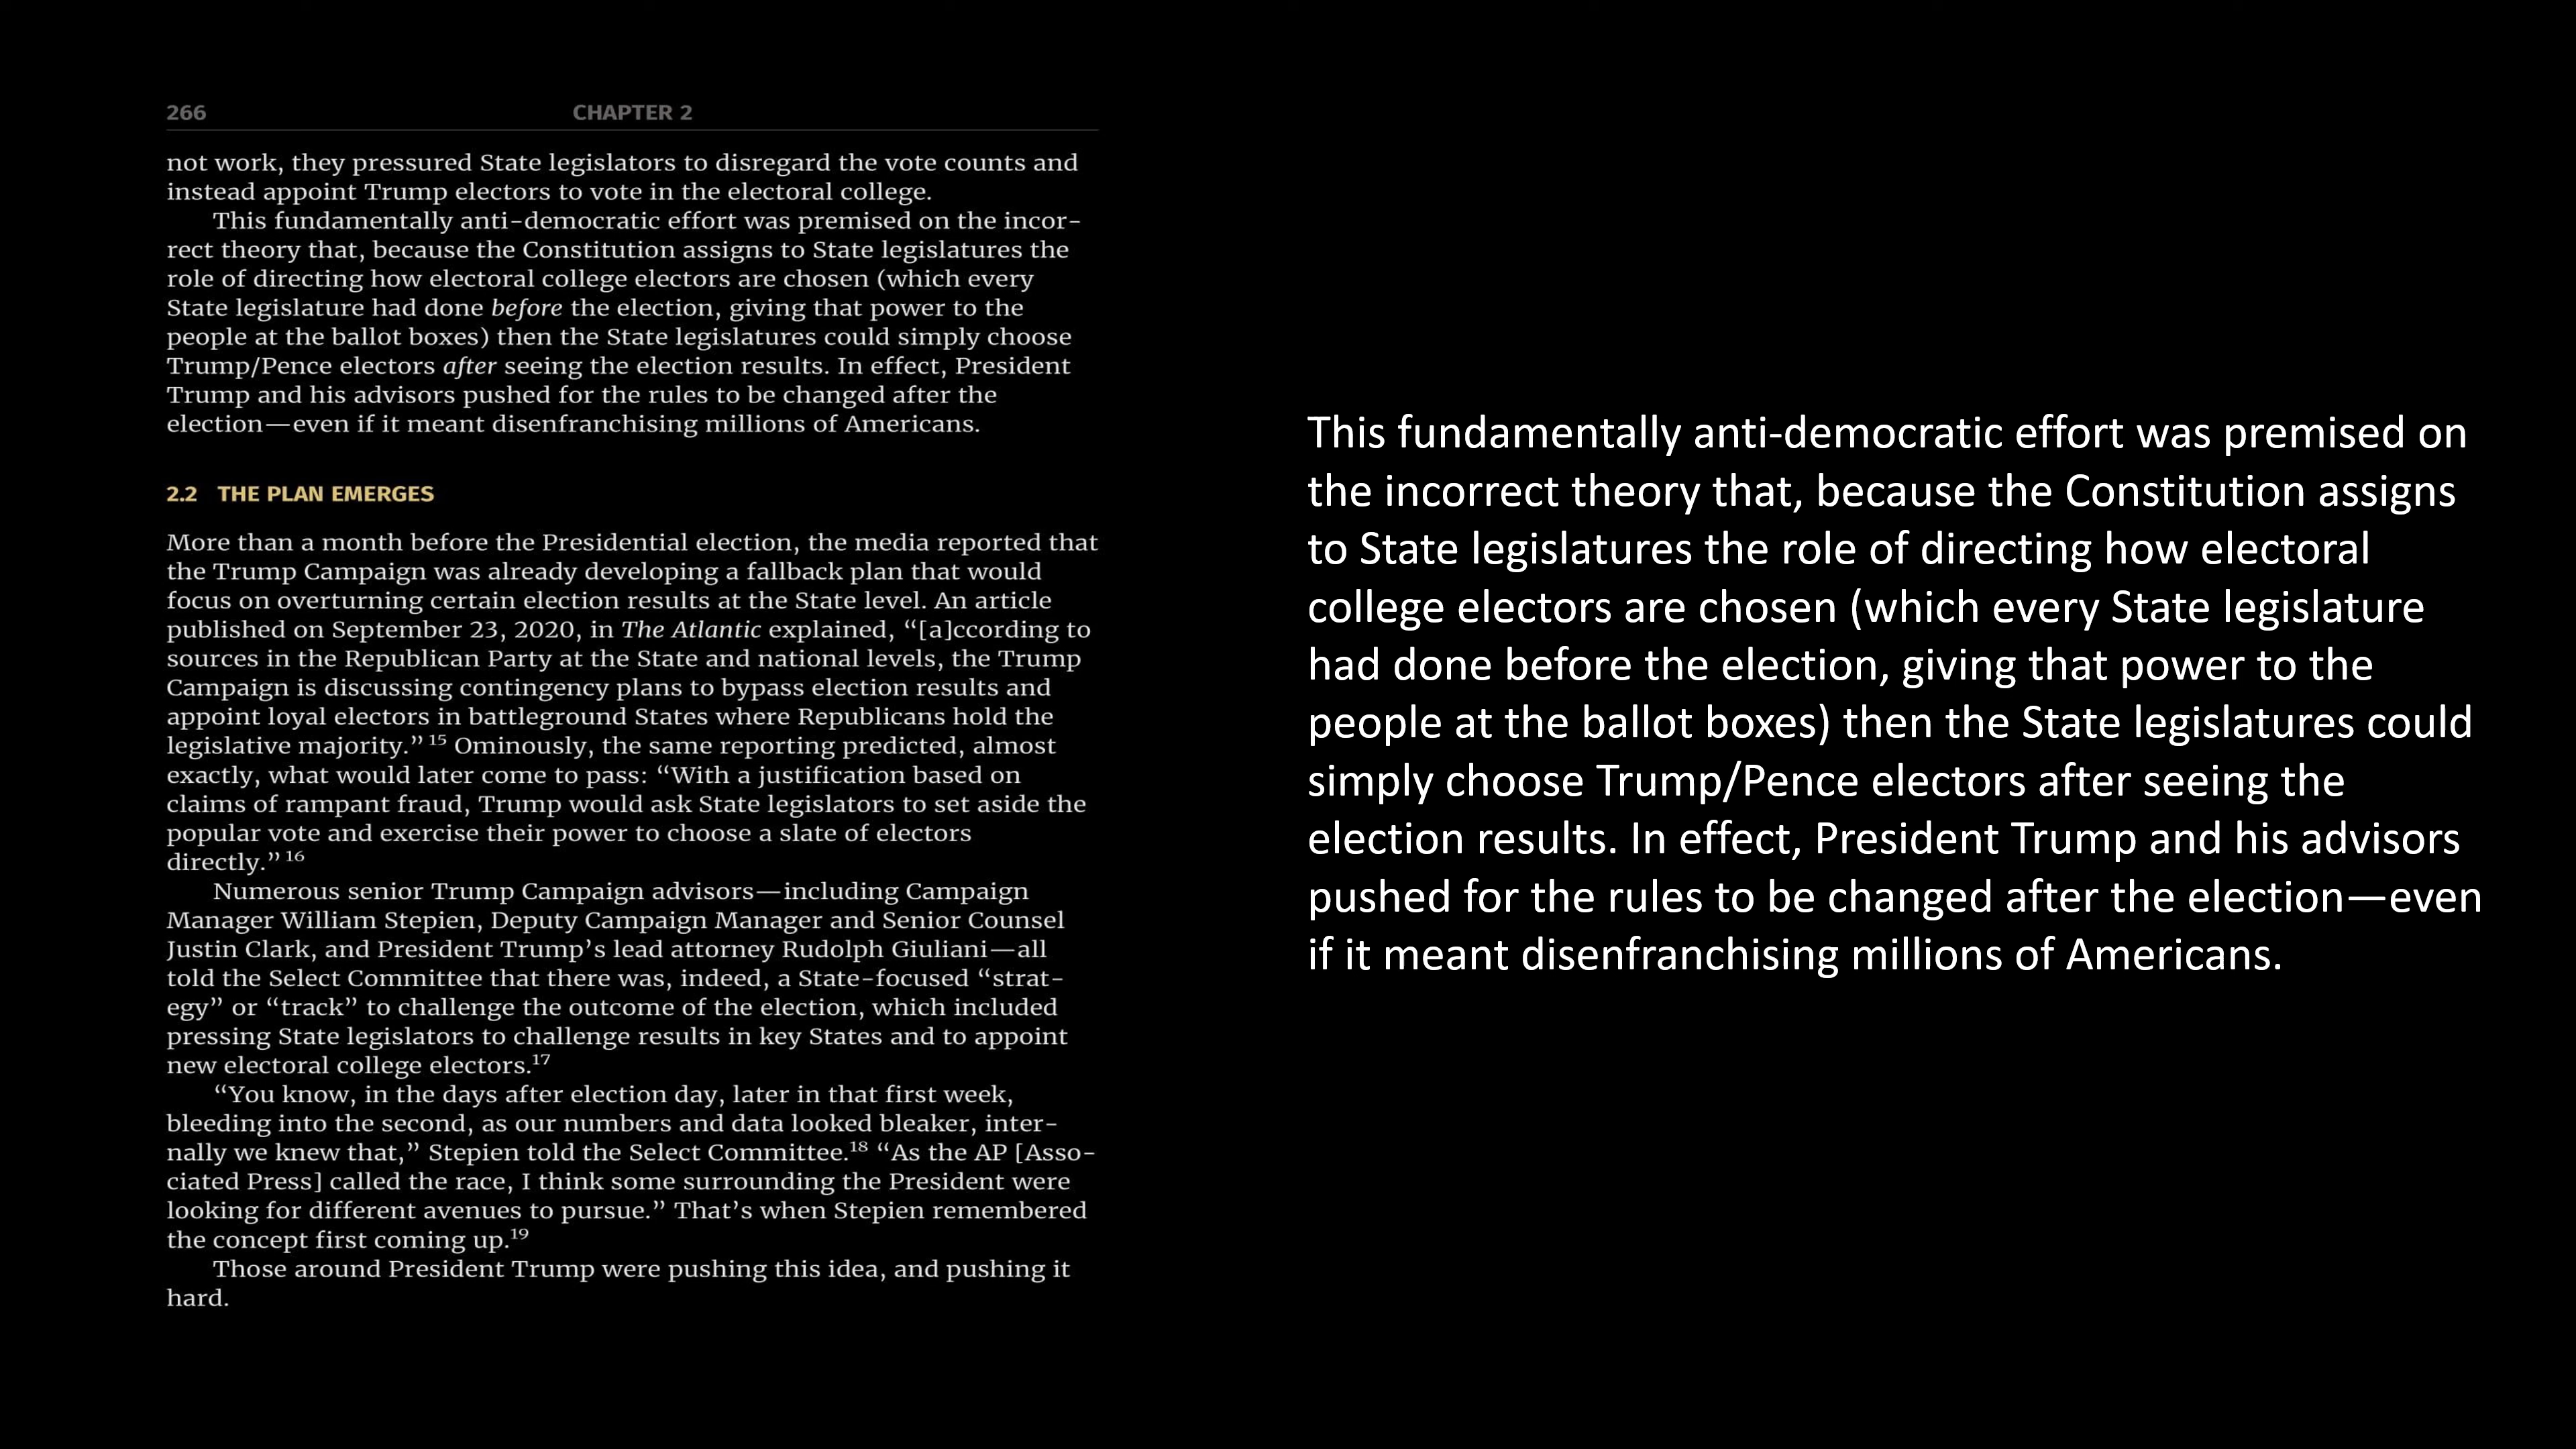 266
CHAPTER 2
not work, they pressured State legislators to disregard the vote counts and
instead appoint Trump electors to vote in the electoral college.
This fundamentally anti-democratic effort was premised on the incor-
rect theory that, because the Constitution assigns to State legislatures the
role of directing how electoral college electors are chosen (which every
State legislature had done before the election, giving that power to the
people at the ballot boxes) then the State legislatures could simply choose
Trump/Pence electors after seeing the election results. In effect, President
Trump and his advisors pushed for the rules to be changed after the
election—even if it meant disenfranchising millions of Americans.
2.2 THE PLAN EMERGES
More than a month before the Presidential election, the media reported that
the Trump Campaign was already developing a fallback plan that would
focus on overturning certain election results at the State level. An article
published on September 23, 2020, in The Atlantic explained, “[a]ccording to
sources in the Republican Party at the State and national levels, the Trump
Campaign is discussing contingency plans to bypass election results and
appoint loyal electors in battleground States where Republicans hold the
legislative majority.” 15 Ominously, the same reporting predicted, almost
exactly, what would later come to pass: “With a justification based on
claims of rampant fraud, Trump would ask State legislators to set aside the
popular vote and exercise their power to choose a slate of electors
directly.” 16
Numerous senior Trump Campaign advisors—including Campaign
Manager William Stepien, Deputy Campaign Manager and Senior Counsel
Justin Clark, and President Trump’s lead attorney Rudolph Giuliani—all
told the Select Committee that there was, indeed, a State-focused “strat-
egy” or “track” to challenge the outcome of the election, which included
pressing State legislators to challenge results in key States and to appoint
new electoral college electors.17
“You know, in the days after election day, later in that first week,
bleeding into the second, as our numbers and data looked bleaker, inter-
nally we knew that,” Stepien told the Select Committee.18 “As the AP [Asso-
ciated Press] called the race, I think some surrounding the President were
looking for different avenues to pursue.” That’s when Stepien remembered
the concept first coming up.19
Those around President Trump were pushing this idea, and pushing it
hard.
This fundamentally anti-democratic effort was premised on
the incorrect theory that, because the Constitution assigns
to State legislatures the role of directing how electoral
college electors are chosen (which every State legislature
had done before the election, giving that power to the
people at the ballot boxes) then the State legislatures could
simply choose Trump/Pence electors after seeing the
election results. In effect, President Trump and his advisors
pushed for the rules to be changed after the election—even
if it meant disenfranchising millions of Americans.